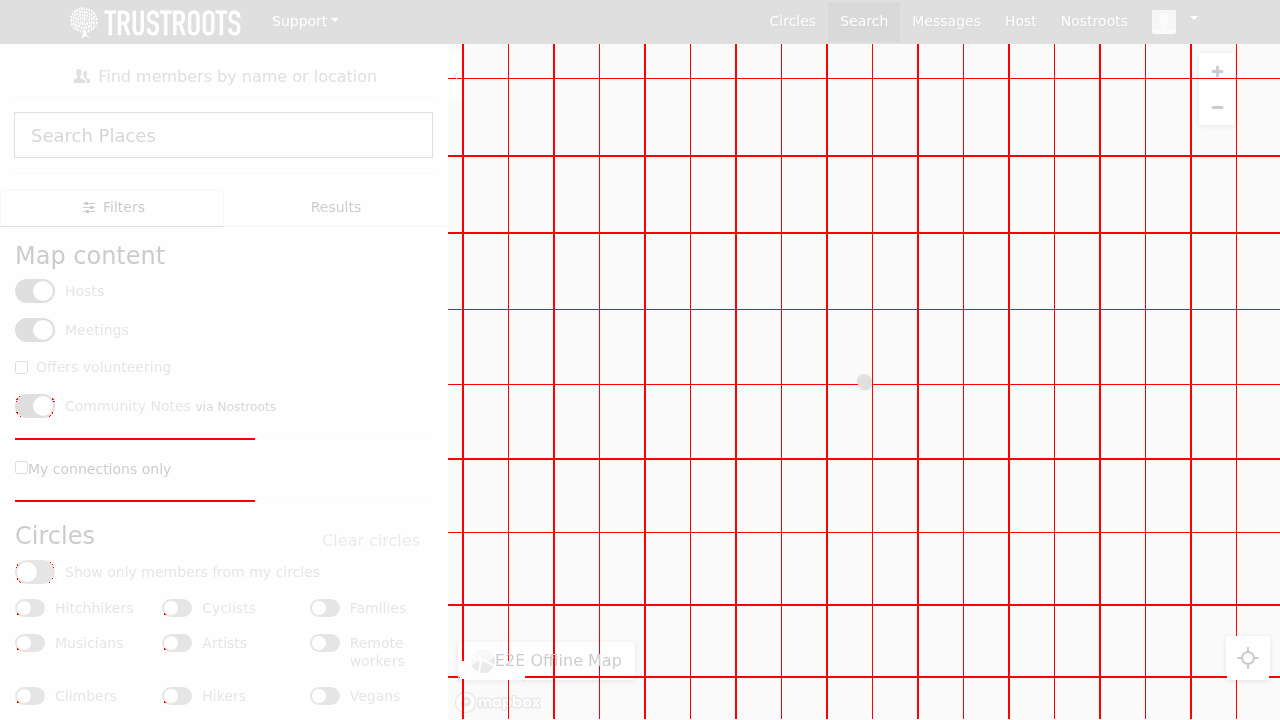 TRUSTROOTS Support Circles Search Messages Host Nostroots
Find members by name or location
Search Places
Filters Results
Map content
Hosts
Meetings
Offers volunteering
Community Notes via Nostroots
My connections only
Circles Clear circles
Show only members from my circles
Hitchhikers Cyclists Families
Musicians Artists Remote workers
Climbers Hikers Vegans
+
−
E2E Offline Map
mapbox